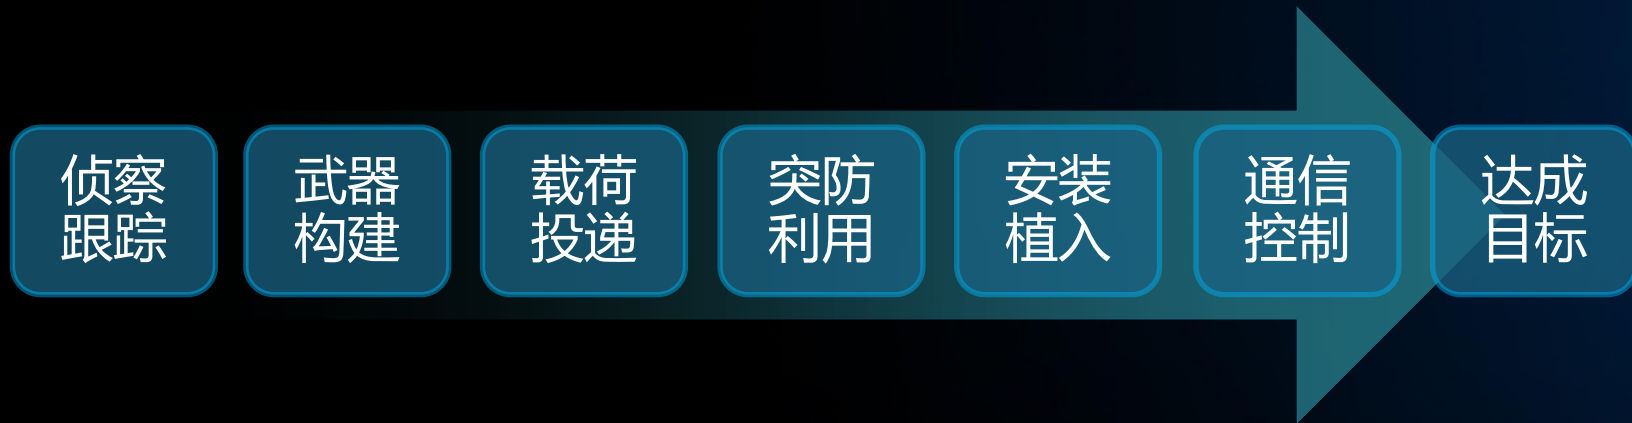 侦察
跟踪
武器
构建
载荷
投递
突防
利用
安装
植入
通信
控制
达成
目标